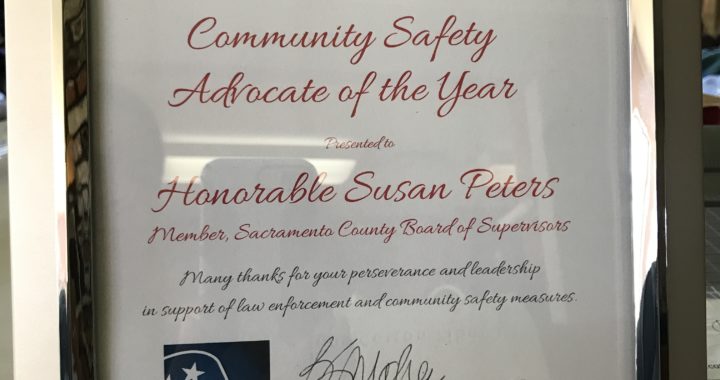 Community Safety
Advocate of the Year
Presented to
Honorable Susan Peters
Member, Sacramento County Board of Supervisors
Many thanks for your perseverance and leadership
in support of law enforcement and community safety measures.